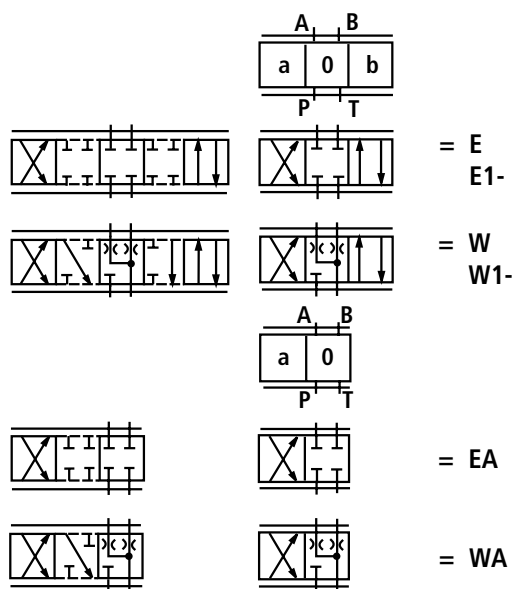 A B
a 0 b
P T
= E
E1-
= W
W1-
A B
a 0
P T
= EA
= WA